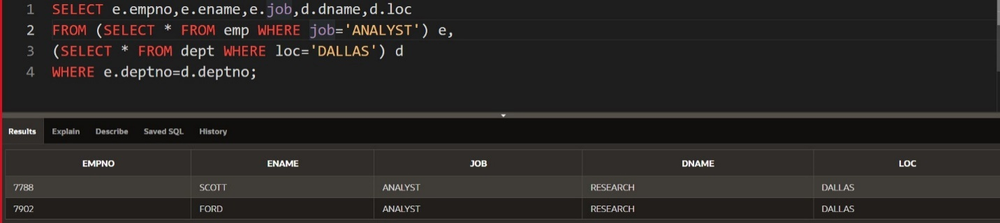 1 SELECT e.empno,e.ename,e.job,d.dname,d.loc
2 FROM (SELECT * FROM emp WHERE job='ANALYST') e,
3 (SELECT * FROM dept WHERE loc='DALLAS') d
4 WHERE e.deptno=d.deptno;
Results Explain Describe Saved SQL History
EMPNO ENAME JOB DNAME LOC
7788 SCOTT ANALYST RESEARCH DALLAS
7902 FORD ANALYST RESEARCH DALLAS